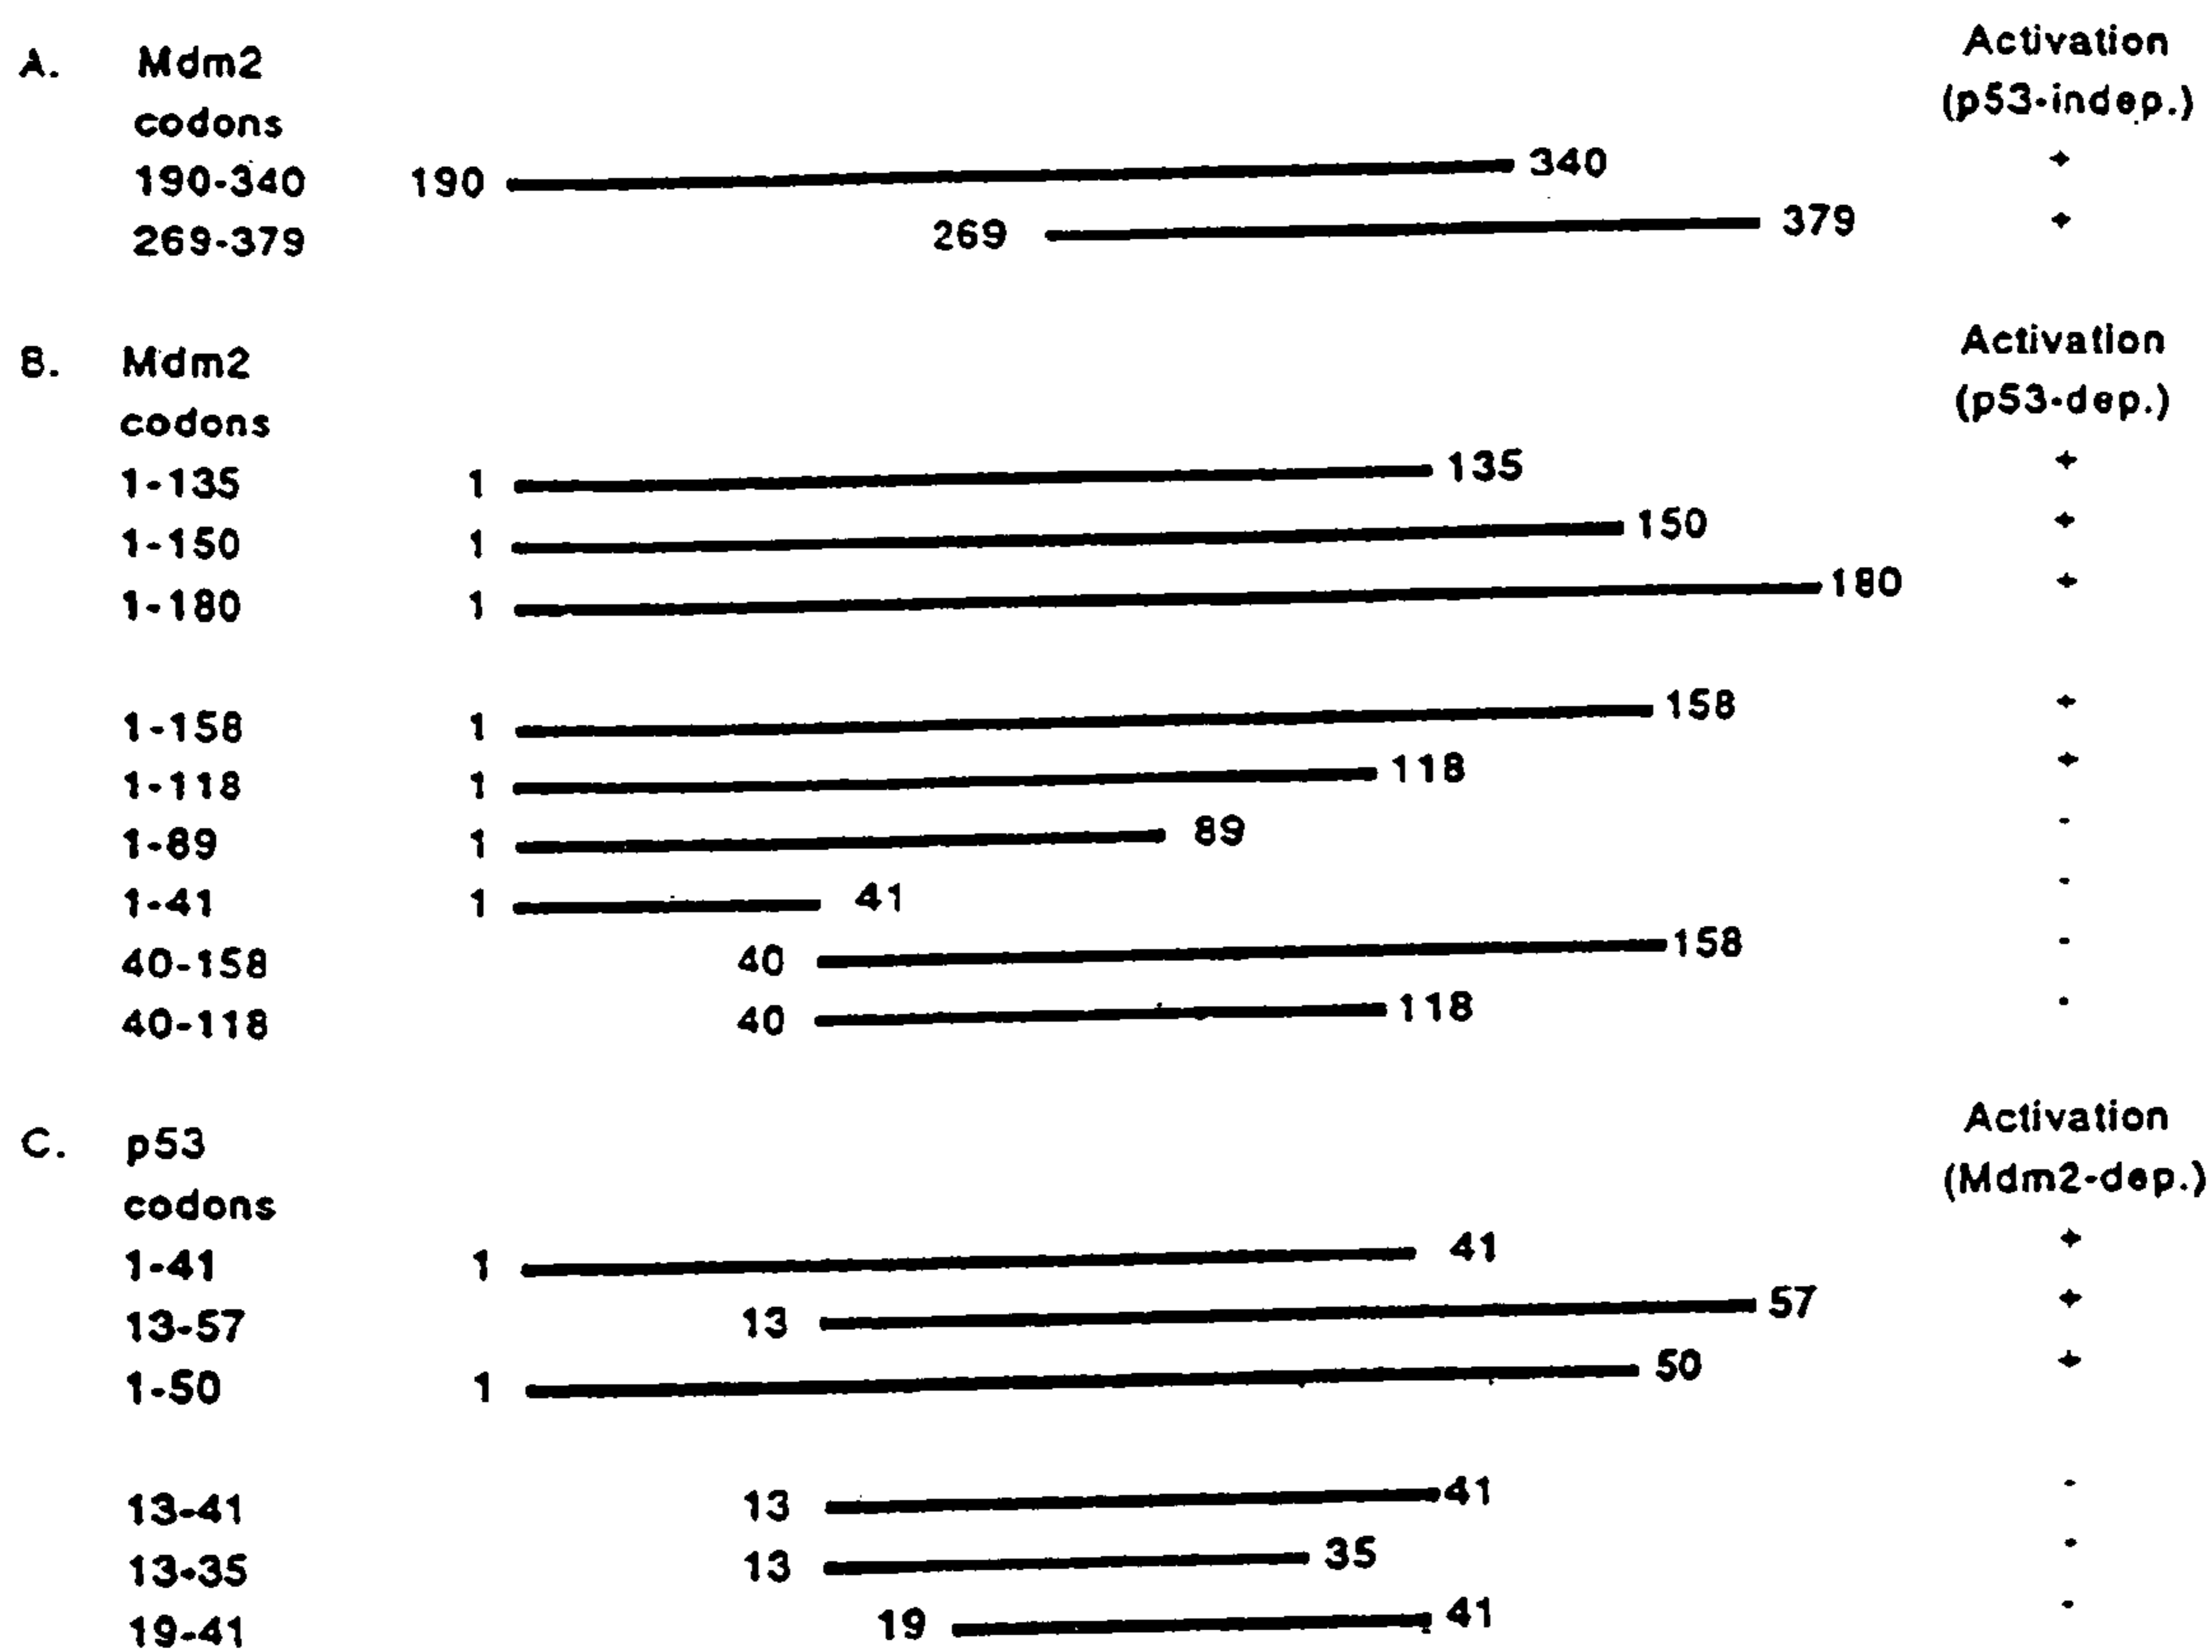 A. Mdm2 Activation
codons (p53-indep.)
190-340 190 340 +
269-379 269 379 +
B. Mdm2 Activation
codons (p53-dep.)
1-135 1 135 +
1-150 1 150 +
1-180 1 180 +
1-158 1 158 +
1-118 1 118 +
1-89 1 89 -
1-41 1 41 -
40-158 40 158 -
40-118 40 118 -
C. p53 Activation
codons (Mdm2-dep.)
1-41 1 41 +
13-57 13 57 +
1-50 1 50 +
13-41 13 41 -
13-35 13 35 -
19-41 19 41 -